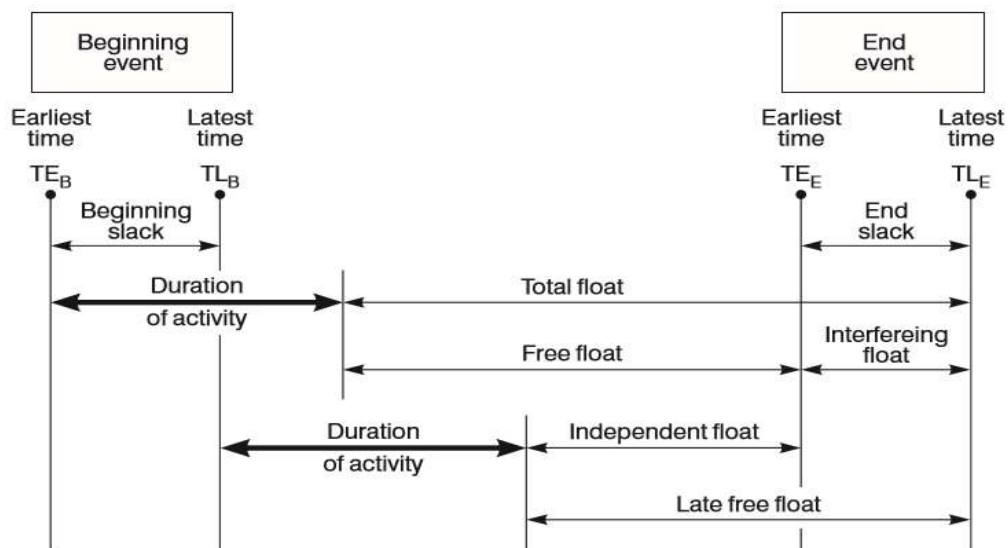 Beginning
event
End
event
Earliest
time
Latest
time
Earliest
time
Latest
time
TE_B
TL_B
TE_E
TL_E
Beginning
slack
End
slack
Duration
of activity
Total float
Free float
Interfereing
float
Duration
of activity
Independent float
Late free float